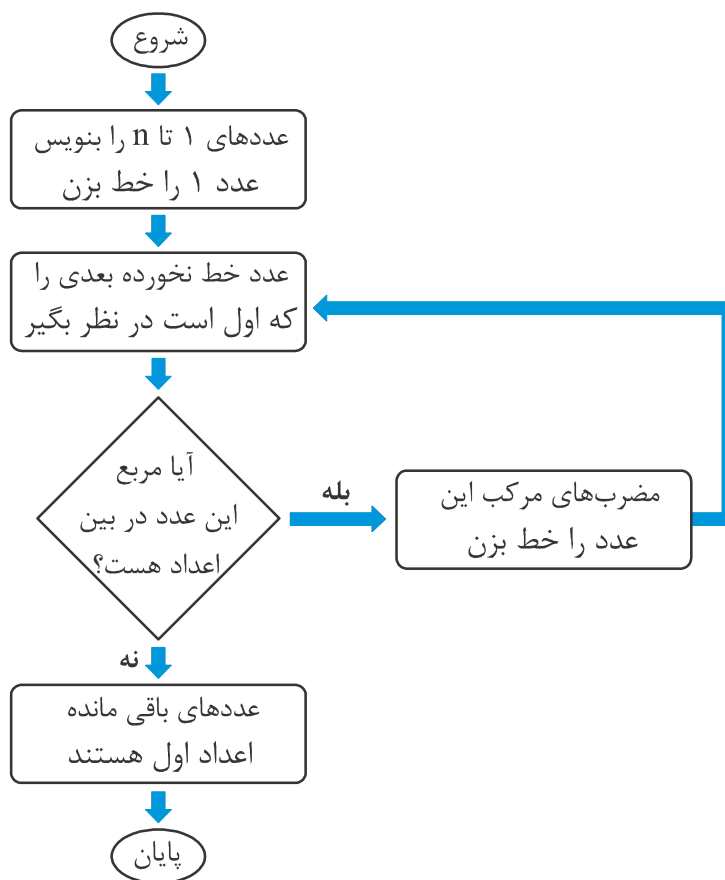 شروع
عددهای ۱ تا n را بنویس
عدد ۱ را خط بزن
عدد خط نخورده بعدی را
که اول است در نظر بگیر
آیا مربع
این عدد در بین
اعداد هست؟
بله
مضرب‌های مرکب این
عدد را خط بزن
نه
عددهای باقی مانده
اعداد اول هستند
پایان